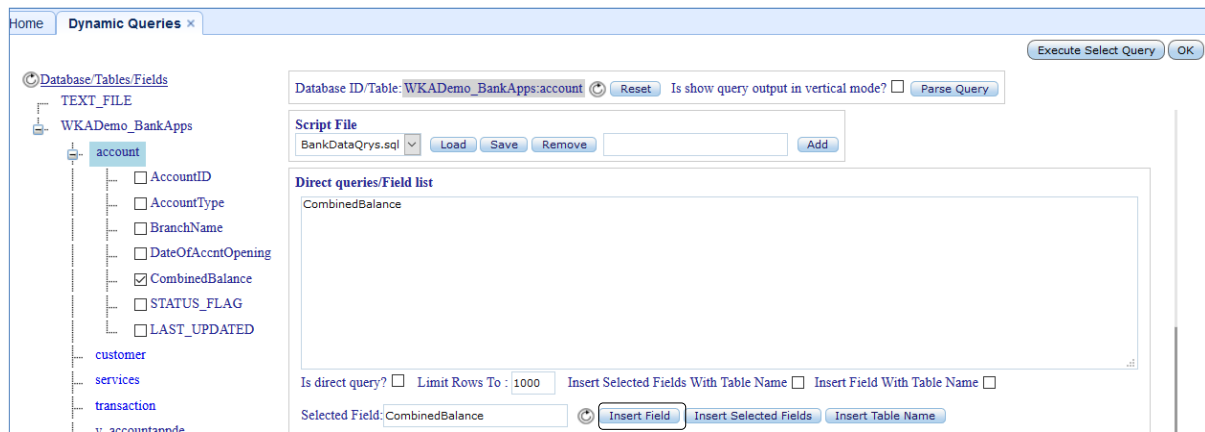 Home Dynamic Queries ×
Execute Select Query OK
Database/Tables/Fields
TEXT_FILE
WKADemo_BankApps
account
AccountID
AccountType
BranchName
DateOfAccntOpening
CombinedBalance
STATUS_FLAG
LAST_UPDATED
customer
services
transaction
v_accountappde
Database ID/Table: WKADemo_BankApps:account Reset Is show query output in vertical mode? Parse Query
Script File
BankDataQrys.sql Load Save Remove Add
Direct queries/Field list
CombinedBalance
Is direct query? Limit Rows To : 1000 Insert Selected Fields With Table Name Insert Field With Table Name
Selected Field: CombinedBalance Insert Field Insert Selected Fields Insert Table Name